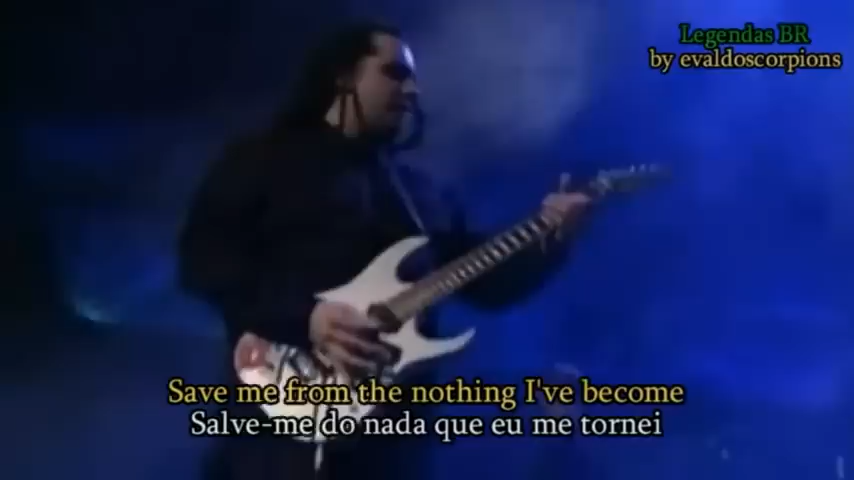 Legendas BR
by evaldoscorpions
Save me from the nothing I've become
Salve-me do nada que eu me tornei